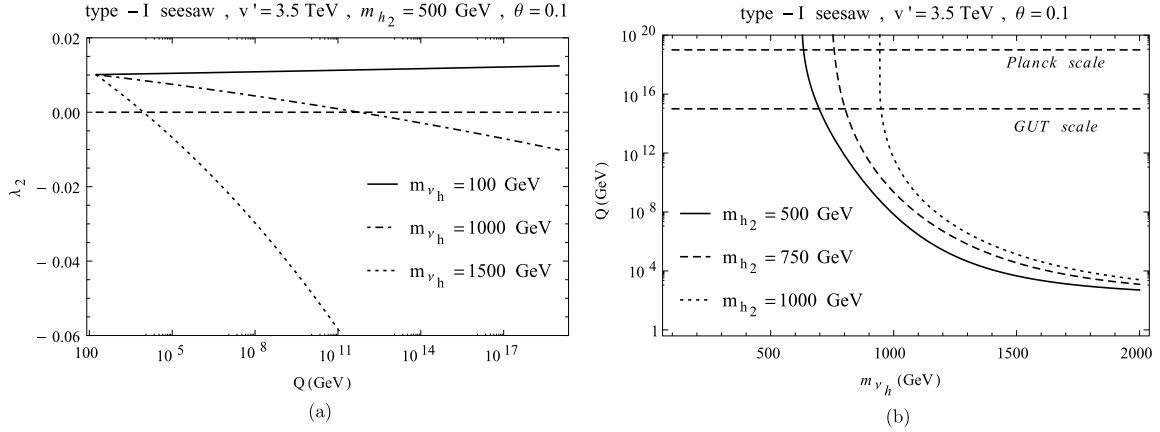 type − I seesaw , v ' = 3.5 TeV , m_{h_2} = 500 GeV , θ = 0.1
0.02
0.00
− 0.02
− 0.04
− 0.06
λ_2
m_{ν_h} = 100 GeV
m_{ν_h} = 1000 GeV
m_{ν_h} = 1500 GeV
100 10^5 10^8 10^11 10^14 10^17
Q (GeV)
(a)
type − I seesaw , v ' = 3.5 TeV , θ = 0.1
10^20
10^16
10^12
10^8
10^4
1
Q (GeV)
Planck scale
GUT scale
m_{h_2} = 500 GeV
m_{h_2} = 750 GeV
m_{h_2} = 1000 GeV
500 1000 1500 2000
m_{ν_h} (GeV)
(b)